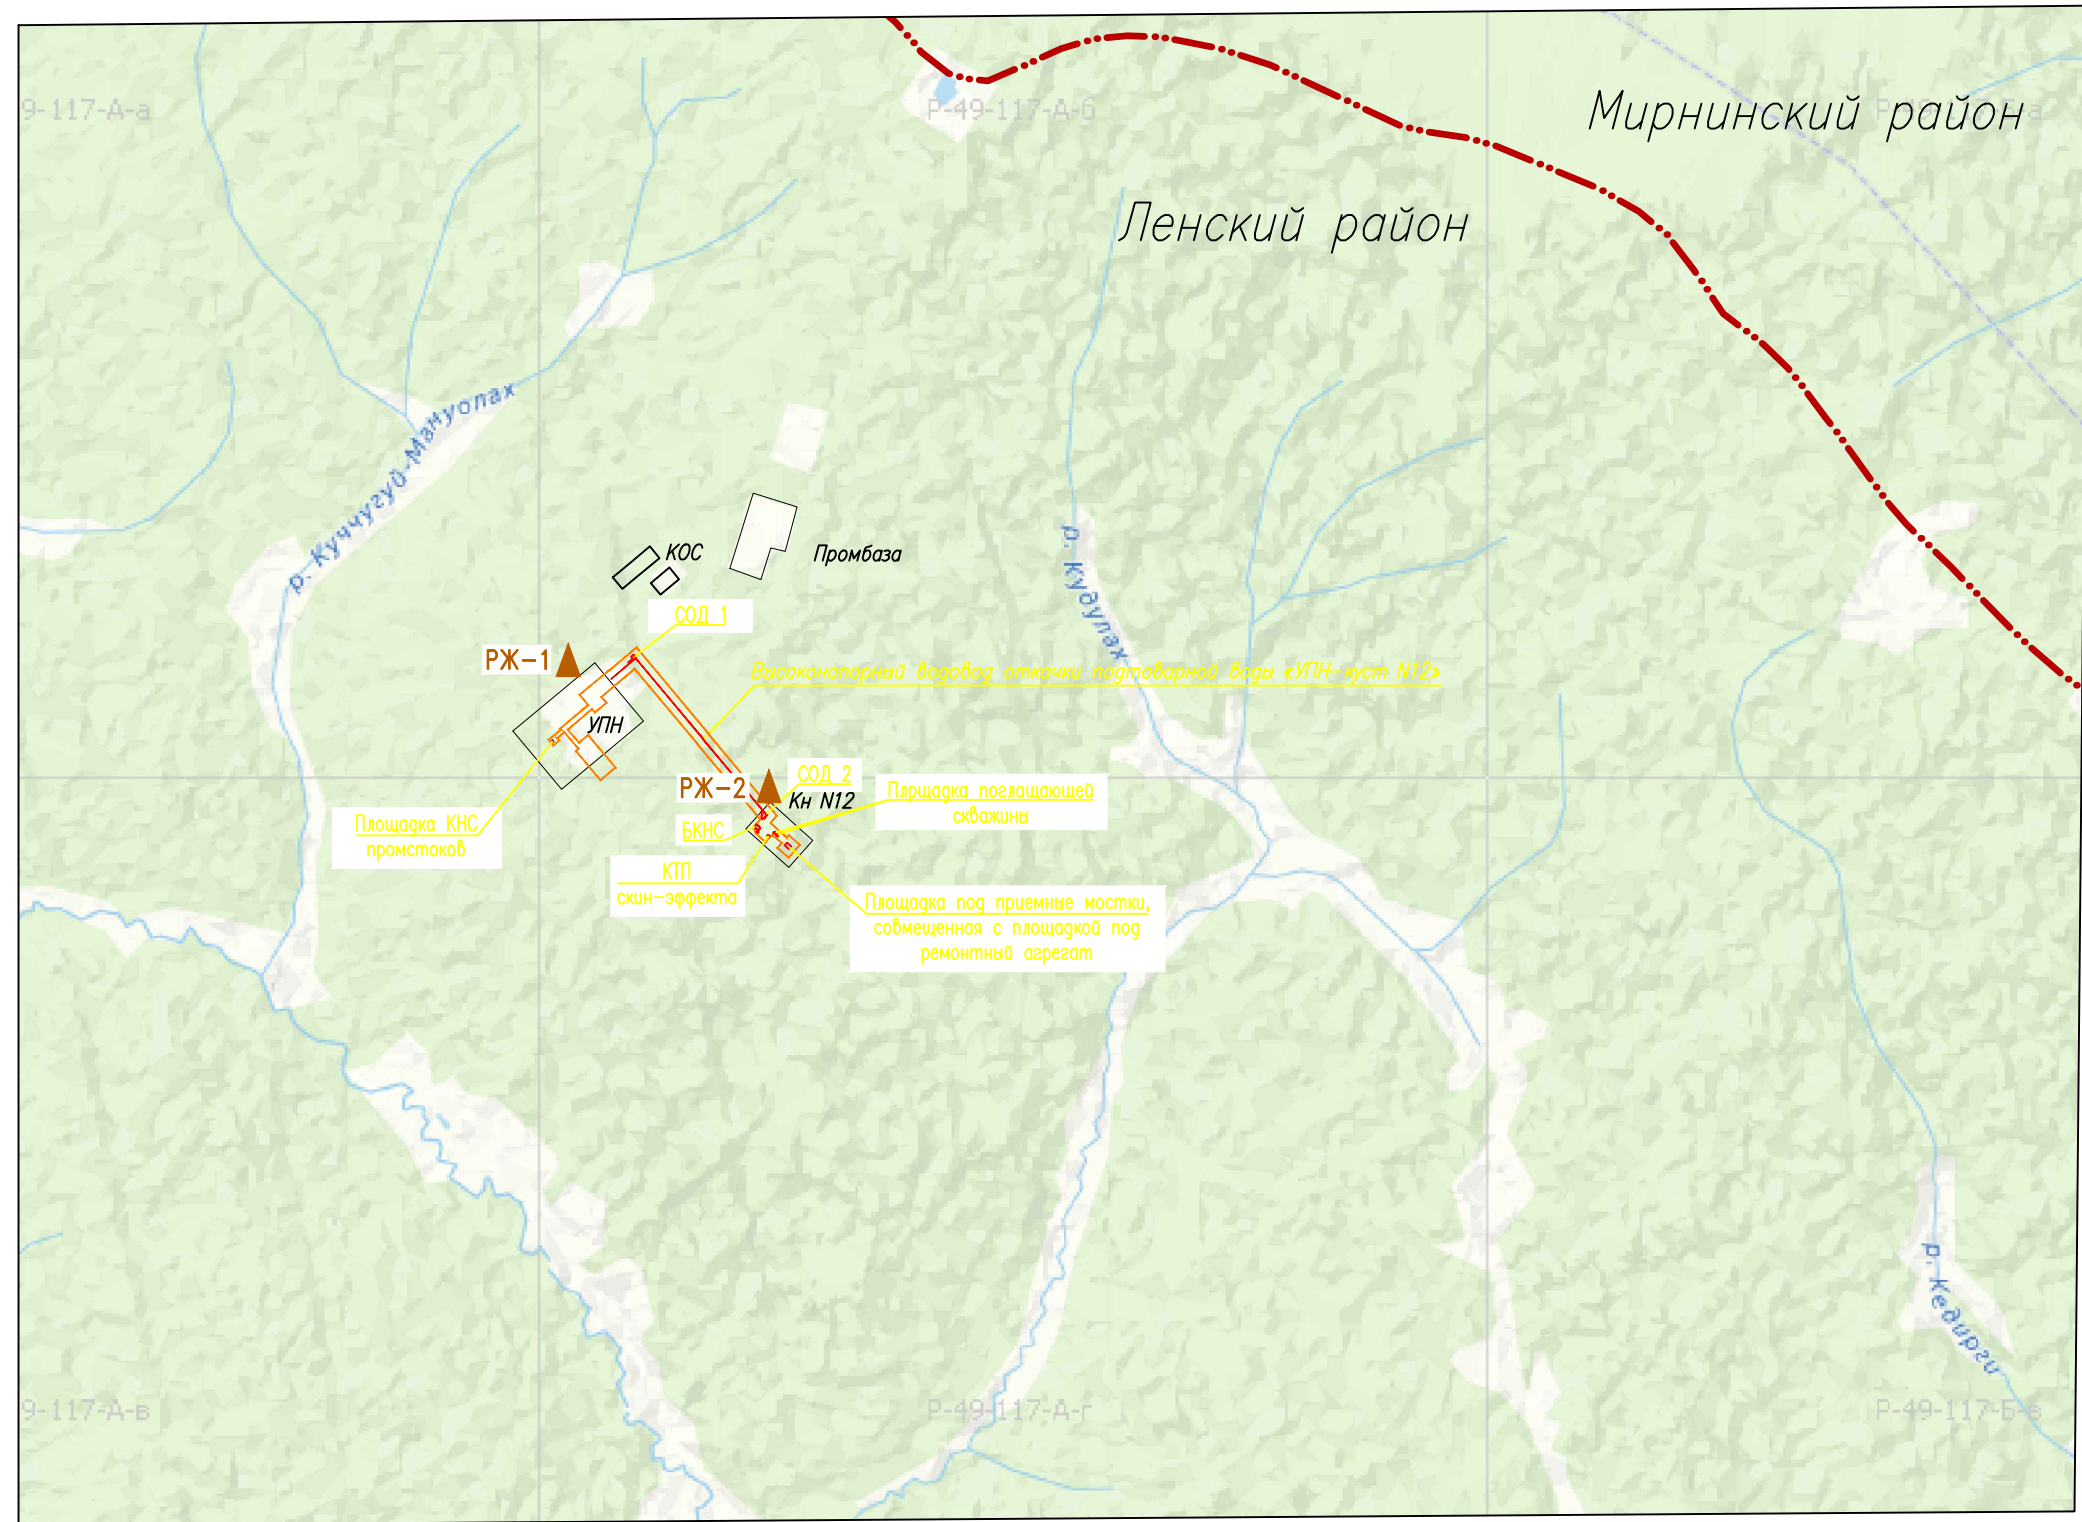 9-117-А-а
Р-49-117-А-б
Мирнинский район
Ленский район
р. Куччугуй-Мэмуолах
КОС
Промбаза
р. Кудулах
СОД 1
РЖ-1
Высоконапорный водовод откачки подтоварной воды «УПН-куст N12»
УПН
СОД 2
РЖ-2
Кн N12
Плрщадка поглащающей
скважины
Площадка КНС
промстоков
БКНС
КТП
скин-эффекта
Площадка под приемные мостки,
совмещенная с площадкой под
ремонтный агрегат
р. Кедирги
9-117-А-в
Р-49-117-А-г
Р-49-117-Б-в